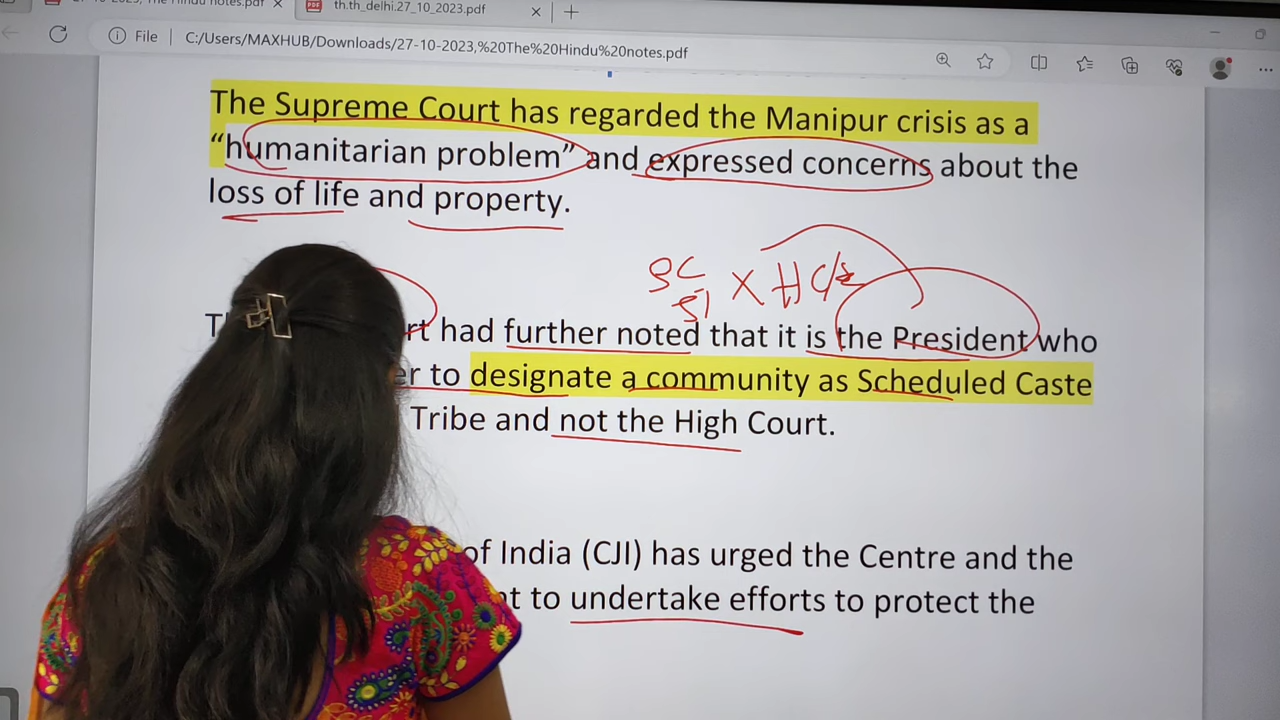 27-10-2023, The Hindu notes.pdf
th.th_delhi.27_10_2023.pdf
File
C:/Users/MAXHUB/Downloads/27-10-2023,%20The%20Hindu%20notes.pdf
The Supreme Court has regarded the Manipur crisis as a
“humanitarian problem” and expressed concerns about the
loss of life and property.
SC X HC
had further noted that it is the President who
to designate a community as Scheduled Caste
Tribe and not the High Court.
of India (CJI) has urged the Centre and the
to undertake efforts to protect the